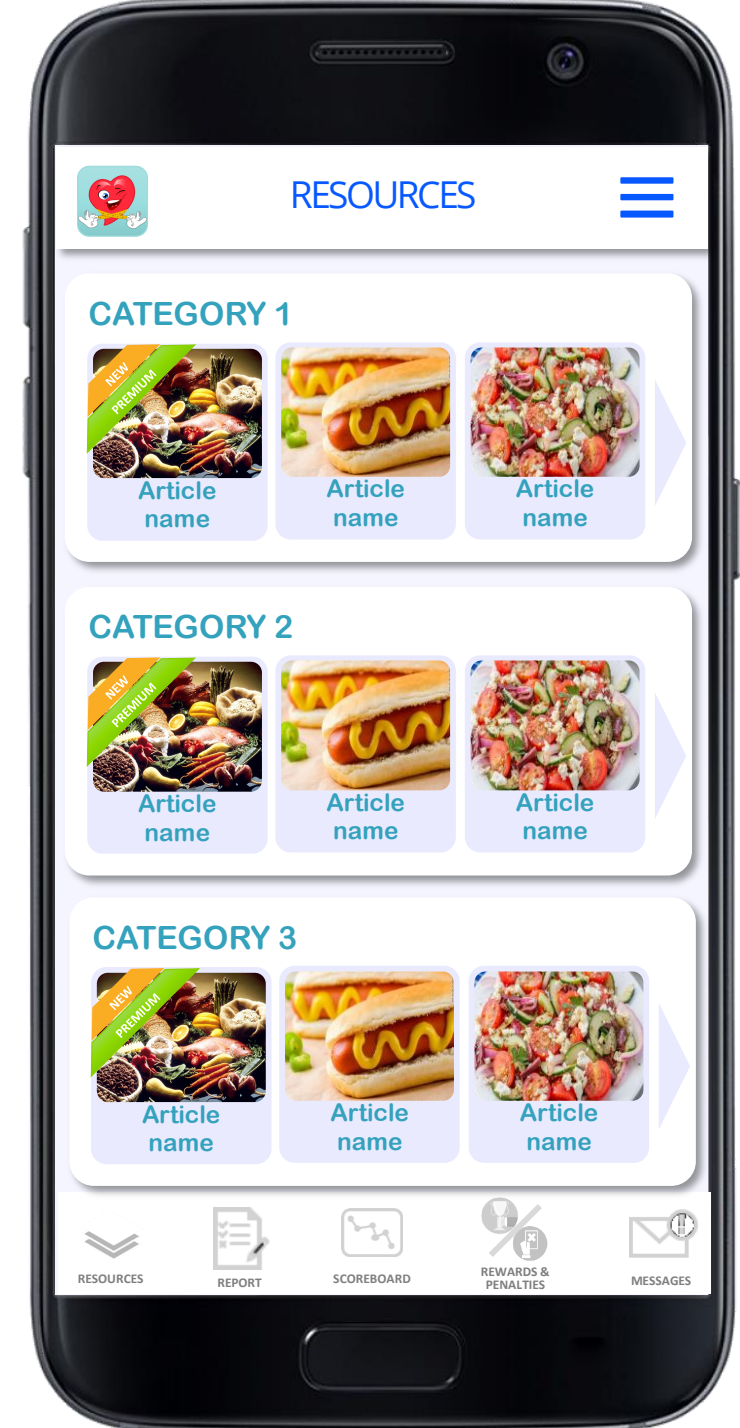 RESOURCES
CATEGORY 1
NEW
PREMIUM
Article
name
Article
name
Article
name
CATEGORY 2
NEW
PREMIUM
Article
name
Article
name
Article
name
CATEGORY 3
NEW
PREMIUM
Article
name
Article
name
Article
name
RESOURCES
REPORT
SCOREBOARD
REWARDS &
PENALTIES
MESSAGES